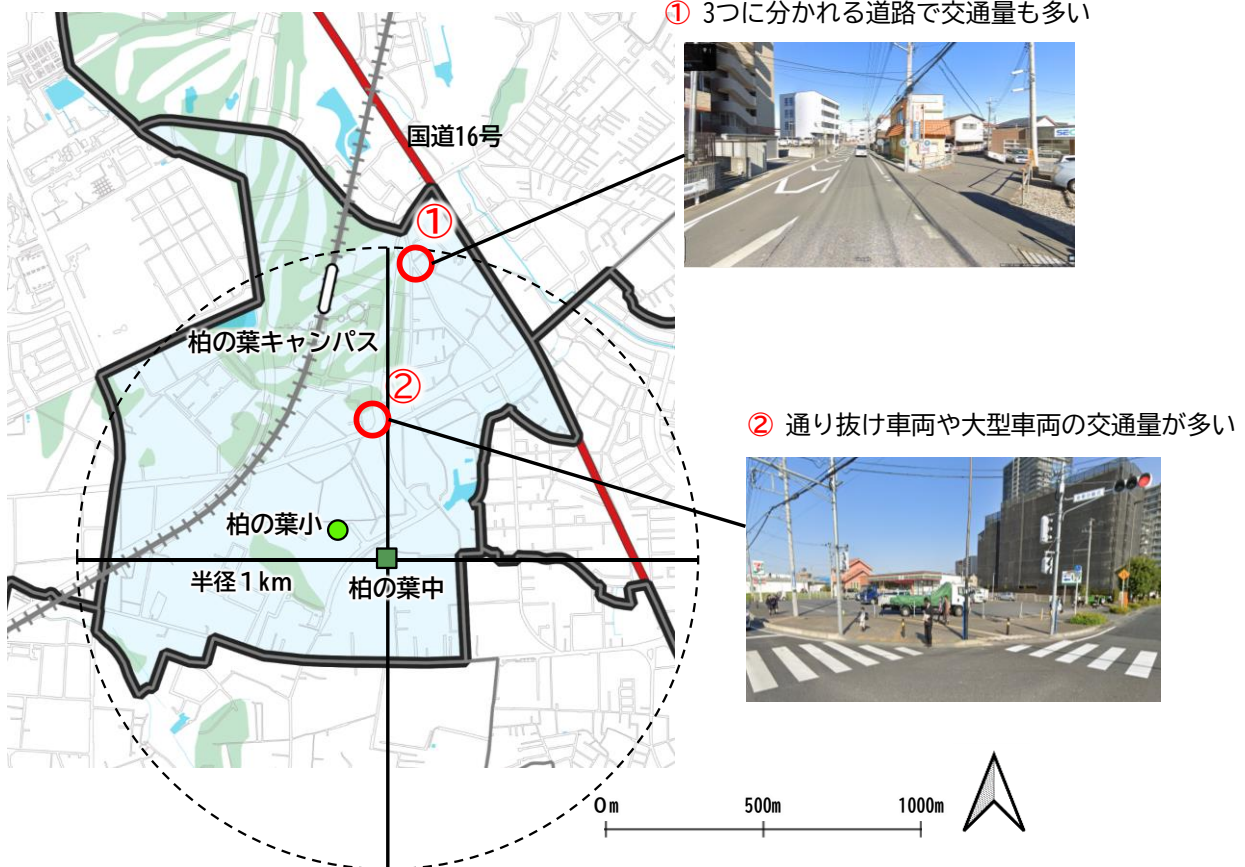 ① 3つに分かれる道路で交通量も多い
国道16号
①
柏の葉キャンパス
②
② 通り抜け車両や大型車両の交通量が多い
柏の葉小
半径1km
柏の葉中
0m 500m 1000m